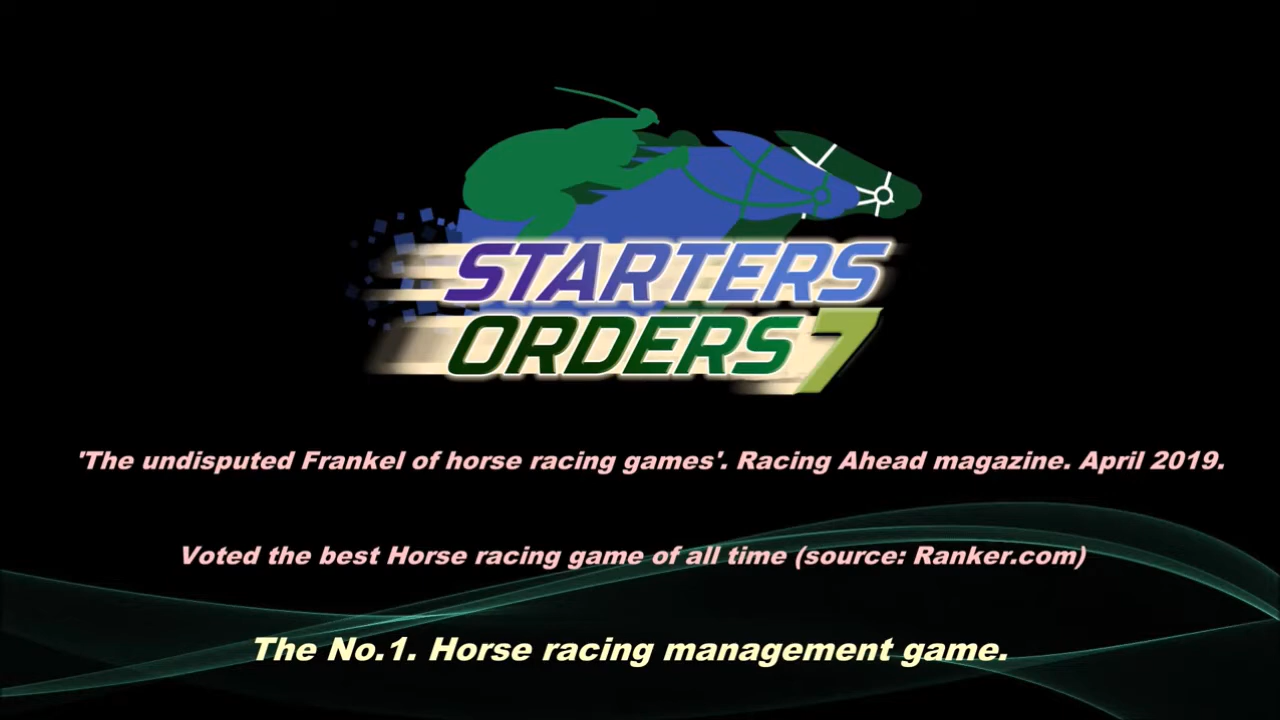 STARTERS
ORDERS 7
'The undisputed Frankel of horse racing games'. Racing Ahead magazine. April 2019.
Voted the best Horse racing game of all time (source: Ranker.com)
The No.1. Horse racing management game.